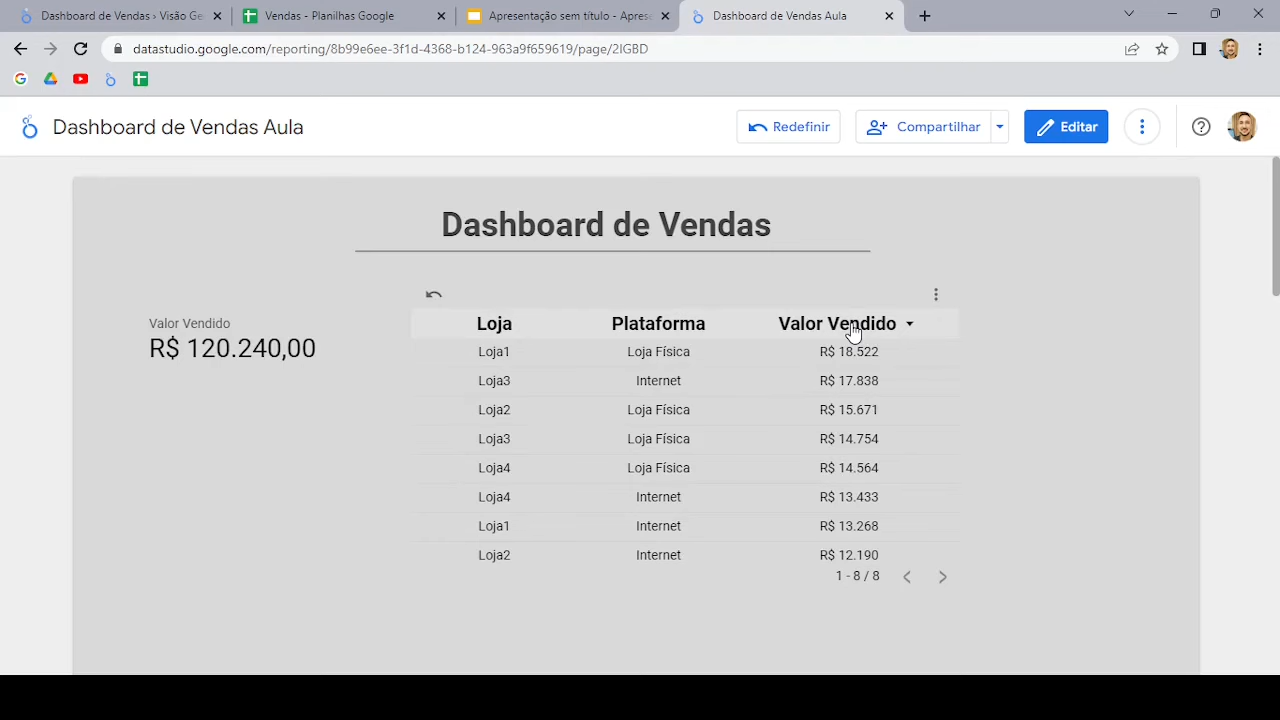 Dashboard de Vendas › Visão Ge
Vendas - Planilhas Google
Apresentação sem título - Apres
Dashboard de Vendas Aula
datastudio.google.com/reporting/8b99e6ee-3f1d-4368-b124-963a9f659619/page/2IGBD
Dashboard de Vendas Aula
Redefinir
Compartilhar
Editar
Dashboard de Vendas
Valor Vendido
R$ 120.240,00
Loja Plataforma Valor Vendido
Loja1 Loja Física R$ 18.522
Loja3 Internet R$ 17.838
Loja2 Loja Física R$ 15.671
Loja3 Loja Física R$ 14.754
Loja4 Loja Física R$ 14.564
Loja4 Internet R$ 13.433
Loja1 Internet R$ 13.268
Loja2 Internet R$ 12.190
1 - 8 / 8